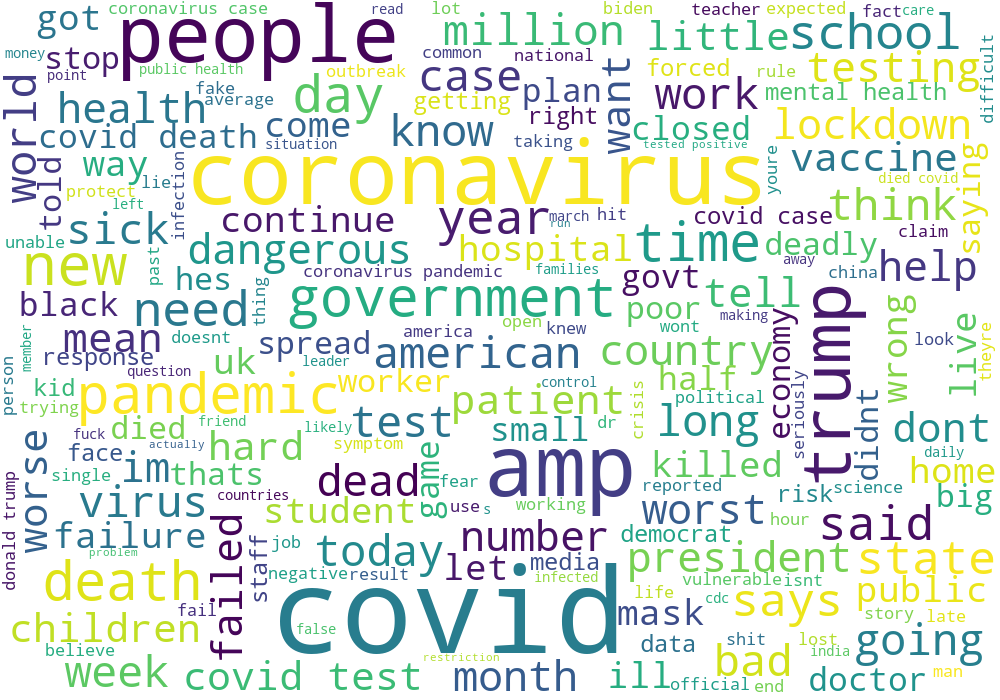 got
coronavirus case
people
read
lot
million
biden
little
teacher
school
expected
fact
care
money
stop
point
public health
fake
average
outbreak
common
national
case
getting
plan
want
forced
rule
work
testing
mental health
difficult
world
health
covid death
day
come
situation
know
right
taking
closed
tested positive
lockdown
vaccine
way
told
protect
lie
left
infection
coronavirus
youre
died covid
think
saying
sick
continue
year
march
run
hit
covid case
claim
unable
new
past
hes
thing
dangerous
hospital
time
deadly
coronavirus pandemic
families
govt
away
china
help
black
need
government
poor
tell
making
mean
doesnt
response
spread
america
open
knew
wont
economy
trump
wrong
look
live
theyre
person
member
question
uk
american
country
leader
kid
trying
pandemic
worker
control
patient
crisis
half
political
seriously
didnt
dont
daily
worse
fuck
died
friend
actually
face
im
hard
likely
symptom
test
game
small
dr
long
single
thats
dead
fear
amp
killed
home
donald trump
virus
countries
student
use
s
working
reported
worst
risk
science
big
failure
problem
failed
staff
job
today
number
democrat
hour
said
negative
result
let
media
infected
president
state
death
fail
covid
life
vulnerable
isnt
public
cdc
says
story
late
children
false
mask
believe
data
shit
lost
india
going
week
covid test
restriction
month
ill
official
bad
end
doctor
man